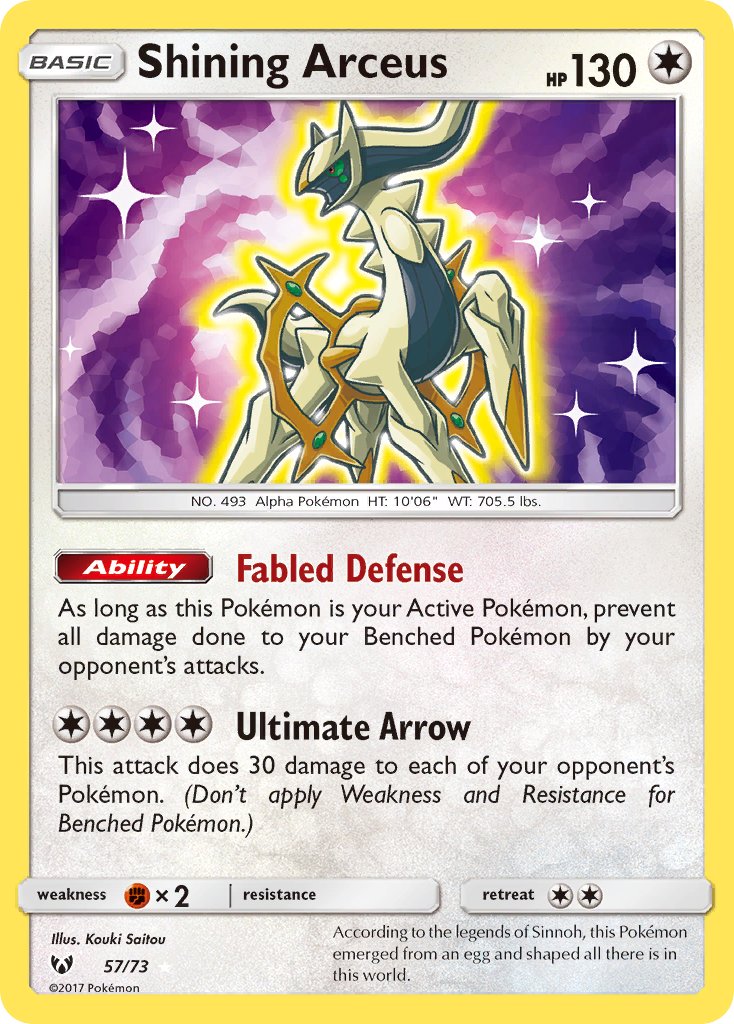 BASIC Shining Arceus HP 130
NO. 493 Alpha Pokémon HT: 10'06" WT: 705.5 lbs.
Ability Fabled Defense
As long as this Pokémon is your Active Pokémon, prevent
all damage done to your Benched Pokémon by your
opponent's attacks.
Ultimate Arrow
This attack does 30 damage to each of your opponent's
Pokémon. (Don't apply Weakness and Resistance for
Benched Pokémon.)
weakness × 2 resistance retreat
Illus. Kouki Saitou
57/73
©2017 Pokémon
According to the legends of Sinnoh, this Pokémon
emerged from an egg and shaped all there is in
this world.